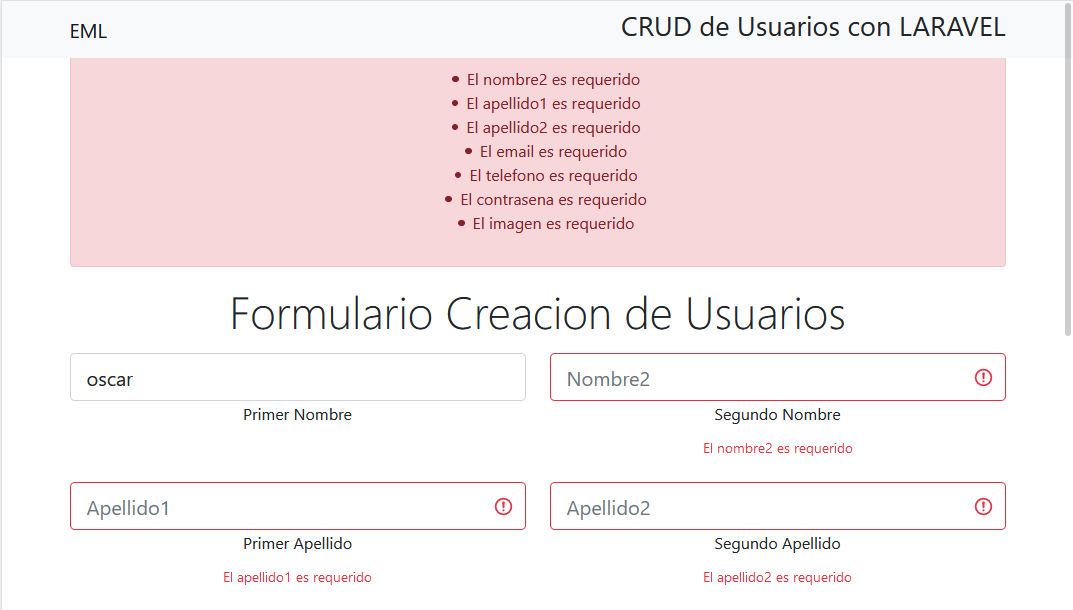 EML CRUD de Usuarios con LARAVEL
• El nombre2 es requerido
• El apellido1 es requerido
• El apellido2 es requerido
• El email es requerido
• El telefono es requerido
• El contrasena es requerido
• El imagen es requerido
Formulario Creacion de Usuarios
oscar Nombre2
Primer Nombre Segundo Nombre
El nombre2 es requerido
Apellido1 Apellido2
Primer Apellido Segundo Apellido
El apellido1 es requerido El apellido2 es requerido